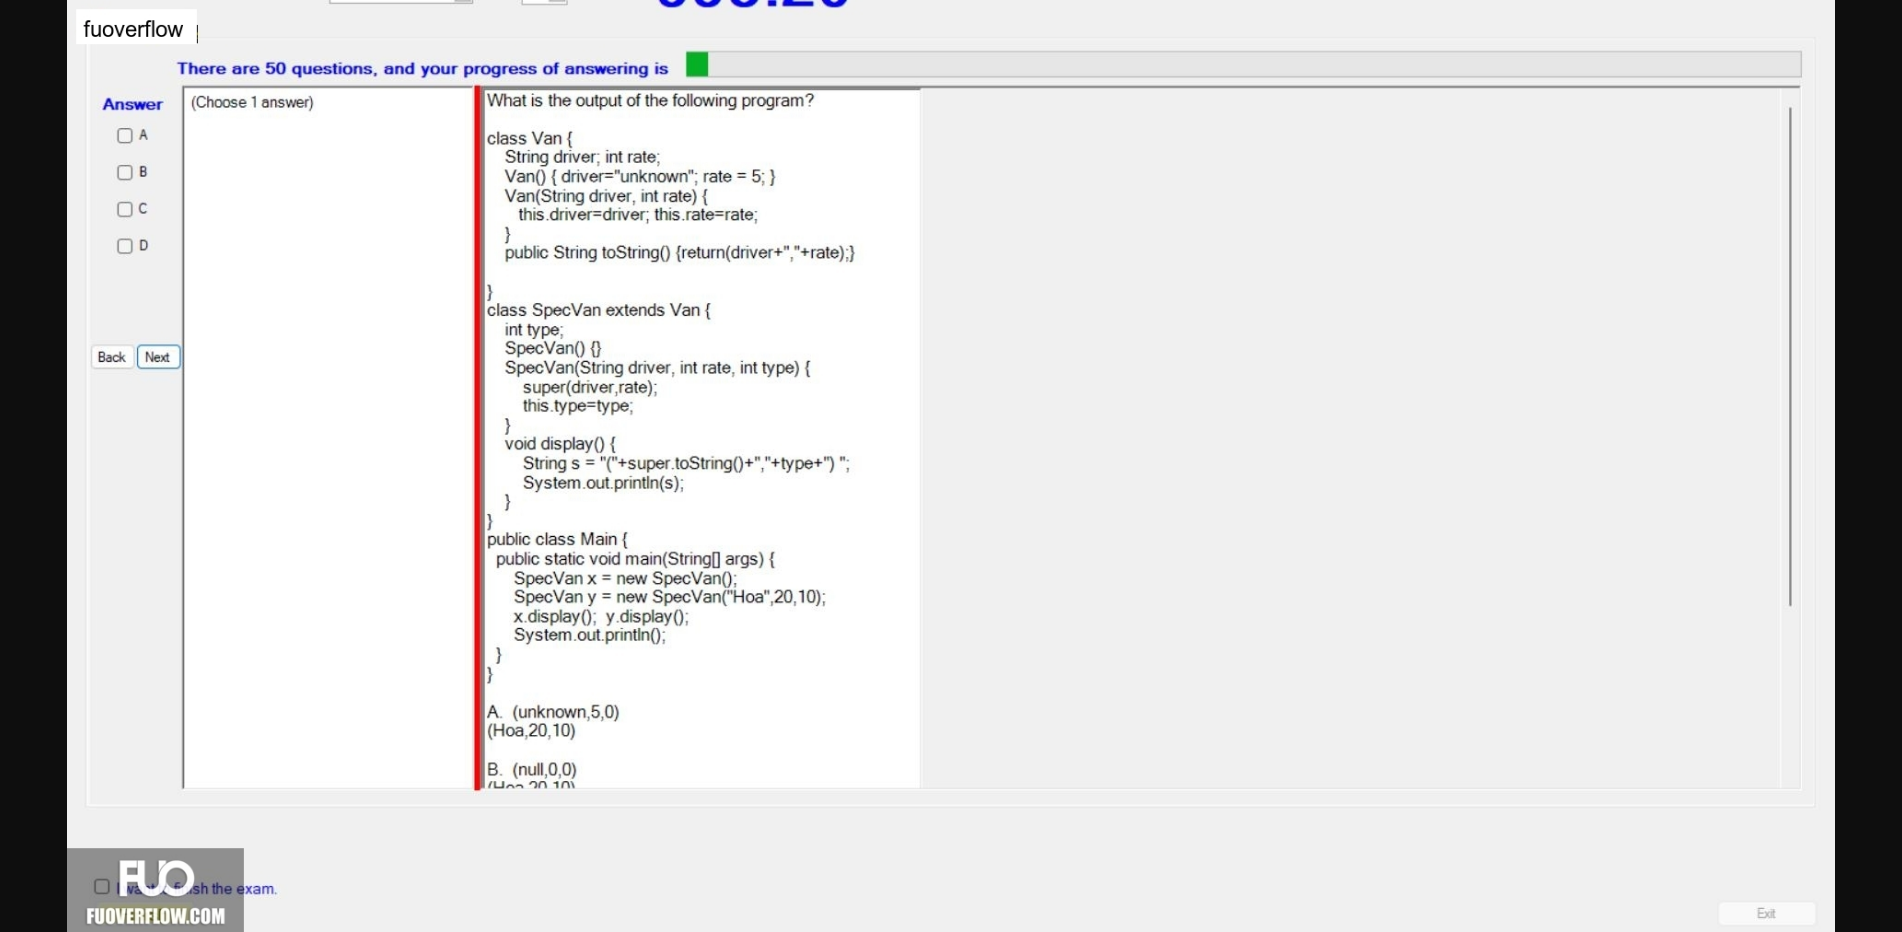 fuoverflow
There are 50 questions, and your progress of answering is
Answer
(Choose 1 answer)
A
B
C
D
Back Next
What is the output of the following program?
class Van {
String driver; int rate;
Van() { driver="unknown"; rate = 5; }
Van(String driver, int rate) {
this.driver=driver; this.rate=rate;
}
public String toString() {return(driver+","+rate);}
}
class SpecVan extends Van {
int type;
SpecVan() {}
SpecVan(String driver, int rate, int type) {
super(driver,rate);
this.type=type;
}
void display() {
String s = "("+super.toString()+","+type+") ";
System.out.println(s);
}
}
public class Main {
public static void main(String[] args) {
SpecVan x = new SpecVan();
SpecVan y = new SpecVan("Hoa",20,10);
x.display(); y.display();
System.out.println();
}
}
A. (unknown,5,0)
(Hoa,20,10)
B. (null,0,0)
(Hoa,20,10)
FUO
sh the exam.
FUOVERFLOW.COM
Exit